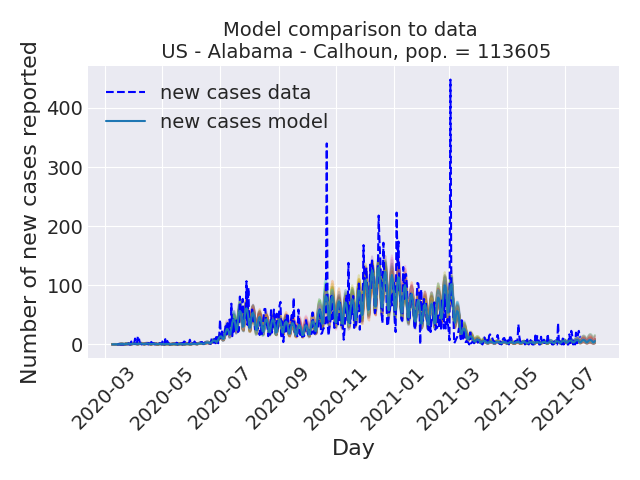 Model comparison to data
US - Alabama - Calhoun, pop. = 113605
Number of new cases reported
400
300
200
100
0
new cases data
new cases model
2020-03
2020-05
2020-07
2020-09
2020-11
2021-01
2021-03
2021-05
2021-07
Day